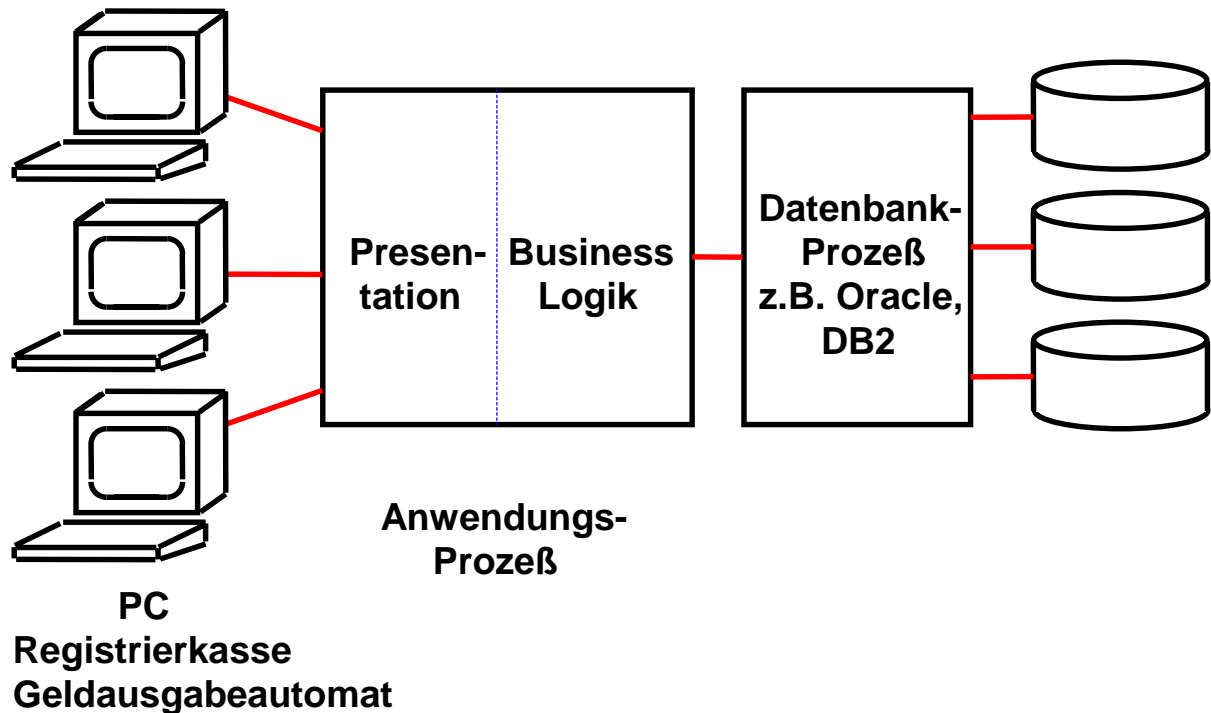 Presen-
tation
Business
Logik
Datenbank-
Prozeß
z.B. Oracle,
DB2
Anwendungs-
Prozeß
PC
Registrierkasse
Geldausgabeautomat